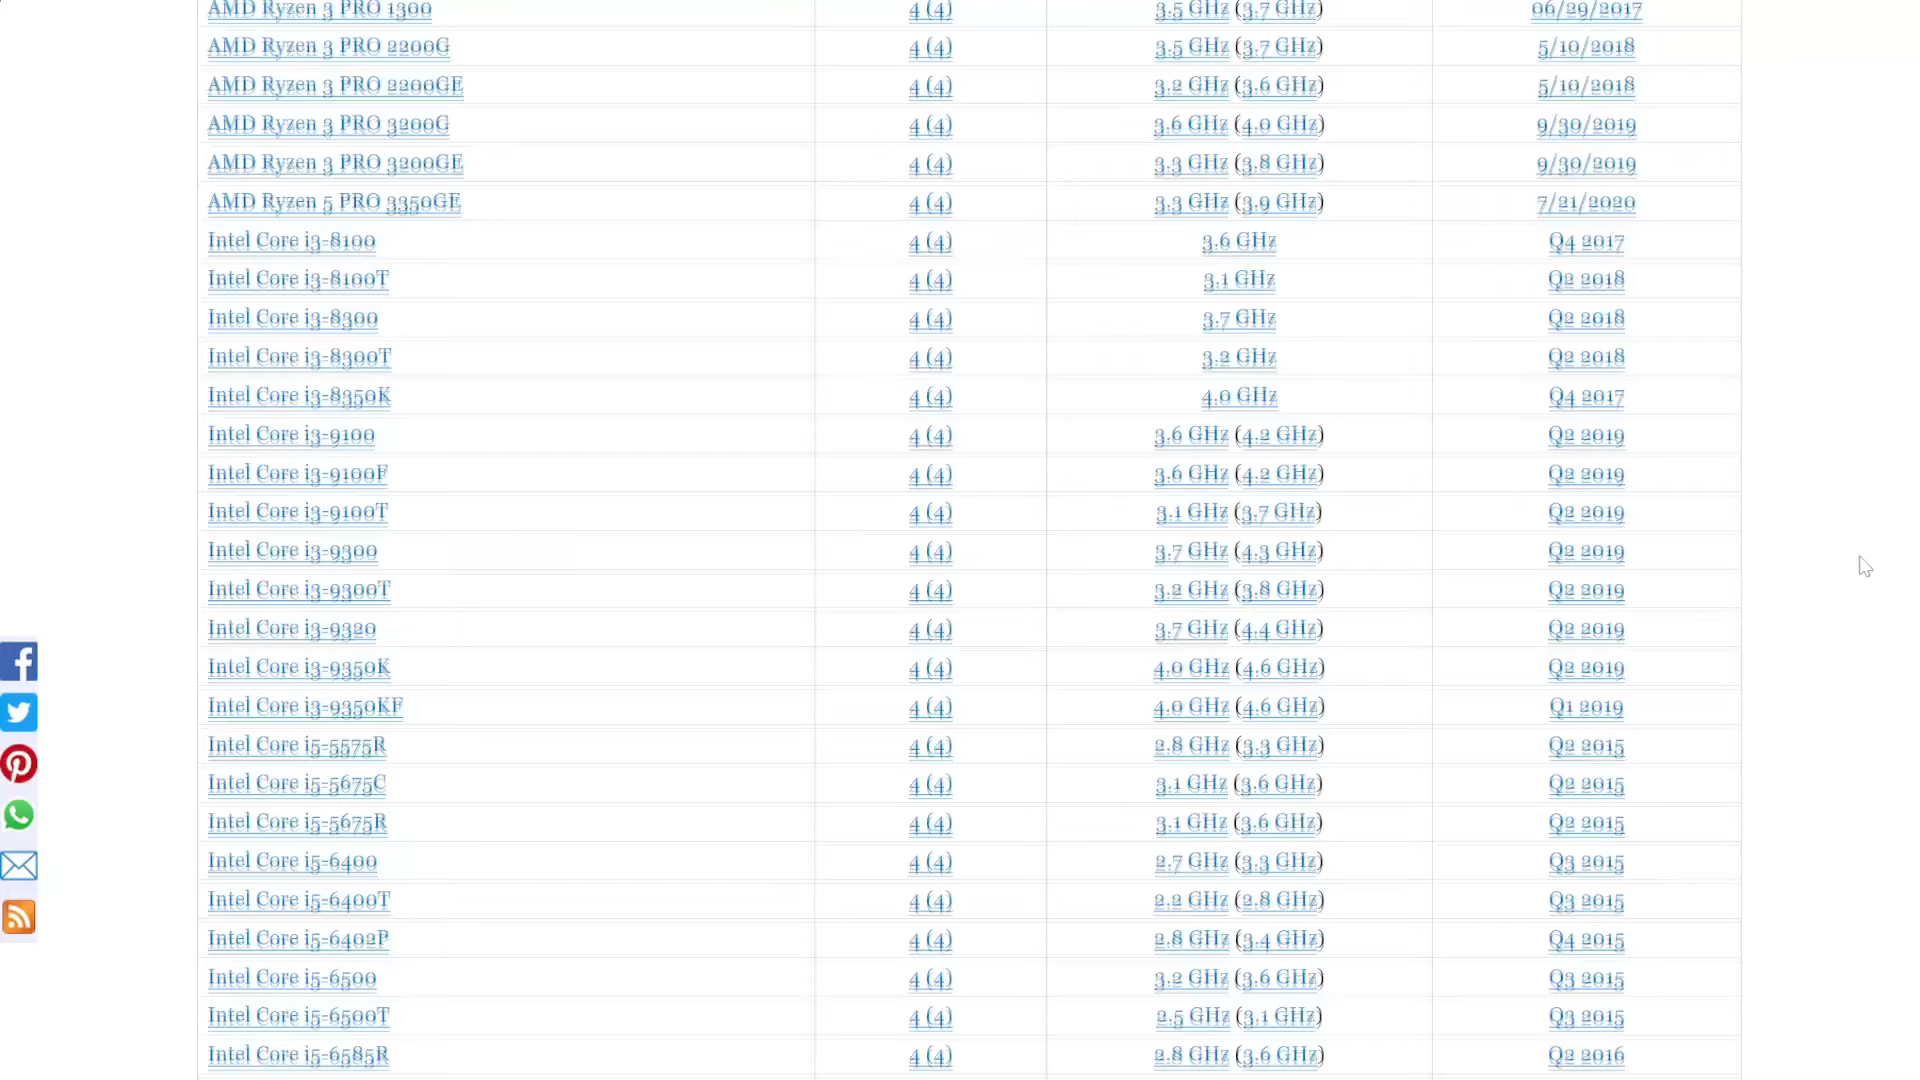 AMD Ryzen 3 PRO 1300 4 (4) 3.5 GHz (3.7 GHz) 06/29/2017
AMD Ryzen 3 PRO 2200G 4 (4) 3.5 GHz (3.7 GHz) 5/10/2018
AMD Ryzen 3 PRO 2200GE 4 (4) 3.2 GHz (3.6 GHz) 5/10/2018
AMD Ryzen 3 PRO 3200G 4 (4) 3.6 GHz (4.0 GHz) 9/30/2019
AMD Ryzen 3 PRO 3200GE 4 (4) 3.3 GHz (3.8 GHz) 9/30/2019
AMD Ryzen 5 PRO 3350GE 4 (4) 3.3 GHz (3.9 GHz) 7/21/2020
Intel Core i3-8100 4 (4) 3.6 GHz Q4 2017
Intel Core i3-8100T 4 (4) 3.1 GHz Q2 2018
Intel Core i3-8300 4 (4) 3.7 GHz Q2 2018
Intel Core i3-8300T 4 (4) 3.2 GHz Q2 2018
Intel Core i3-8350K 4 (4) 4.0 GHz Q4 2017
Intel Core i3-9100 4 (4) 3.6 GHz (4.2 GHz) Q2 2019
Intel Core i3-9100F 4 (4) 3.6 GHz (4.2 GHz) Q2 2019
Intel Core i3-9100T 4 (4) 3.1 GHz (3.7 GHz) Q2 2019
Intel Core i3-9300 4 (4) 3.7 GHz (4.3 GHz) Q2 2019
Intel Core i3-9300T 4 (4) 3.2 GHz (3.8 GHz) Q2 2019
Intel Core i3-9320 4 (4) 3.7 GHz (4.4 GHz) Q2 2019
Intel Core i3-9350K 4 (4) 4.0 GHz (4.6 GHz) Q2 2019
Intel Core i3-9350KF 4 (4) 4.0 GHz (4.6 GHz) Q1 2019
Intel Core i5-5575R 4 (4) 2.8 GHz (3.3 GHz) Q2 2015
Intel Core i5-5675C 4 (4) 3.1 GHz (3.6 GHz) Q2 2015
Intel Core i5-5675R 4 (4) 3.1 GHz (3.6 GHz) Q2 2015
Intel Core i5-6400 4 (4) 2.7 GHz (3.3 GHz) Q3 2015
Intel Core i5-6400T 4 (4) 2.2 GHz (2.8 GHz) Q3 2015
Intel Core i5-6402P 4 (4) 2.8 GHz (3.4 GHz) Q4 2015
Intel Core i5-6500 4 (4) 3.2 GHz (3.6 GHz) Q3 2015
Intel Core i5-6500T 4 (4) 2.5 GHz (3.1 GHz) Q3 2015
Intel Core i5-6585R 4 (4) 2.8 GHz (3.6 GHz) Q2 2016